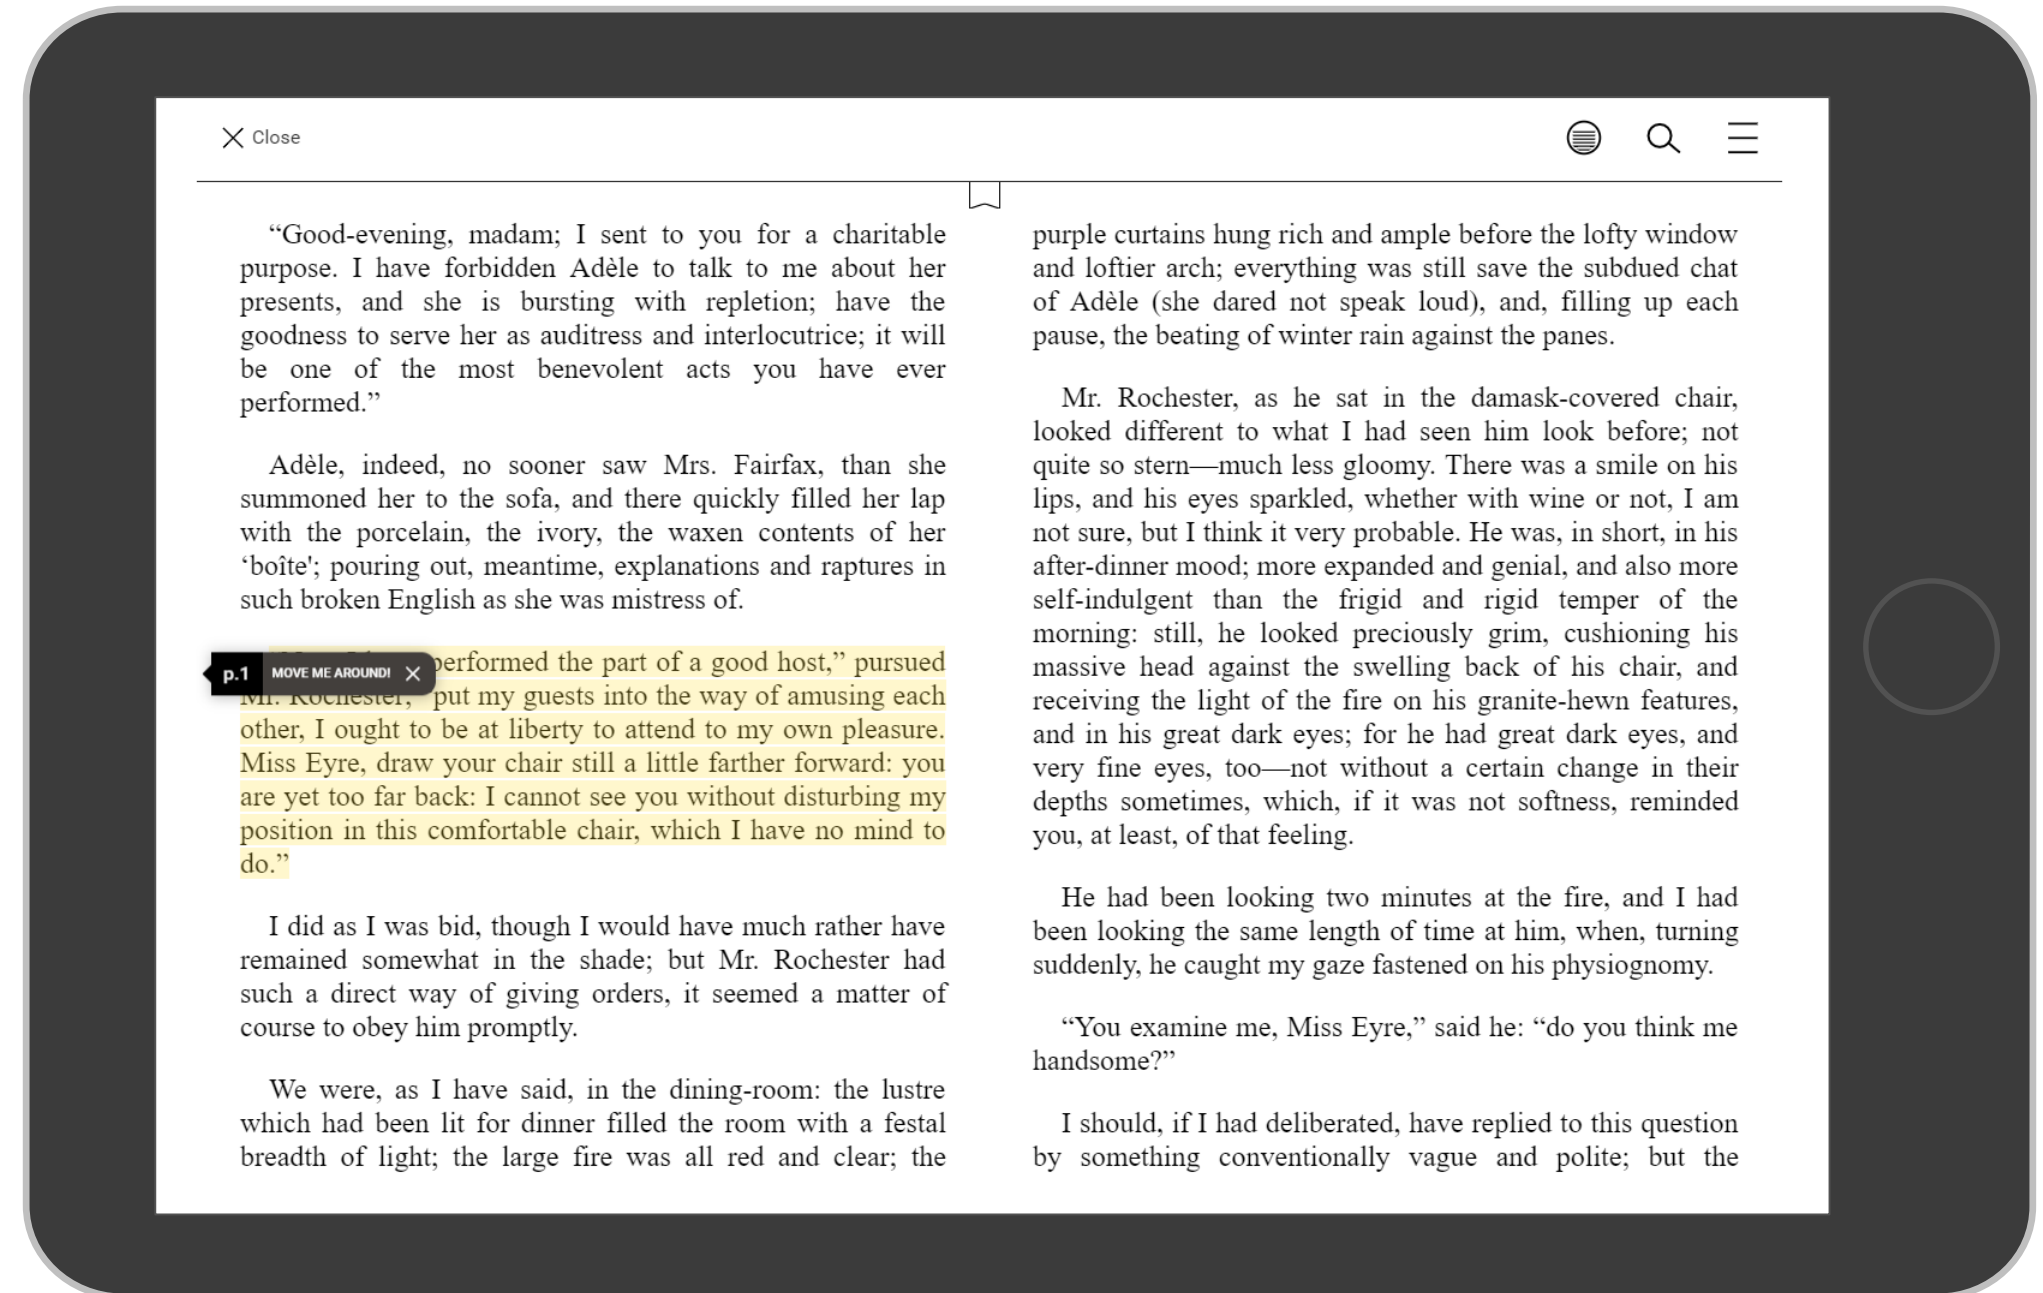 Close
“Good-evening, madam; I sent to you for a charitable
purpose. I have forbidden Adèle to talk to me about her
presents, and she is bursting with repletion; have the
goodness to serve her as auditress and interlocutrice; it will
be one of the most benevolent acts you have ever
performed.”
Adèle, indeed, no sooner saw Mrs. Fairfax, than she
summoned her to the sofa, and there quickly filled her lap
with the porcelain, the ivory, the waxen contents of her
‘boîte'; pouring out, meantime, explanations and raptures in
such broken English as she was mistress of.
p.1 MOVE ME AROUND!
performed the part of a good host,” pursued
Mr. Rochester, “put my guests into the way of amusing each
other, I ought to be at liberty to attend to my own pleasure.
Miss Eyre, draw your chair still a little farther forward: you
are yet too far back: I cannot see you without disturbing my
position in this comfortable chair, which I have no mind to
do.”
I did as I was bid, though I would have much rather have
remained somewhat in the shade; but Mr. Rochester had
such a direct way of giving orders, it seemed a matter of
course to obey him promptly.
We were, as I have said, in the dining-room: the lustre
which had been lit for dinner filled the room with a festal
breadth of light; the large fire was all red and clear; the
purple curtains hung rich and ample before the lofty window
and loftier arch; everything was still save the subdued chat
of Adèle (she dared not speak loud), and, filling up each
pause, the beating of winter rain against the panes.
Mr. Rochester, as he sat in the damask-covered chair,
looked different to what I had seen him look before; not
quite so stern—much less gloomy. There was a smile on his
lips, and his eyes sparkled, whether with wine or not, I am
not sure, but I think it very probable. He was, in short, in his
after-dinner mood; more expanded and genial, and also more
self-indulgent than the frigid and rigid temper of the
morning: still, he looked preciously grim, cushioning his
massive head against the swelling back of his chair, and
receiving the light of the fire on his granite-hewn features,
and in his great dark eyes; for he had great dark eyes, and
very fine eyes, too—not without a certain change in their
depths sometimes, which, if it was not softness, reminded
you, at least, of that feeling.
He had been looking two minutes at the fire, and I had
been looking the same length of time at him, when, turning
suddenly, he caught my gaze fastened on his physiognomy.
“You examine me, Miss Eyre,” said he: “do you think me
handsome?”
I should, if I had deliberated, have replied to this question
by something conventionally vague and polite; but the